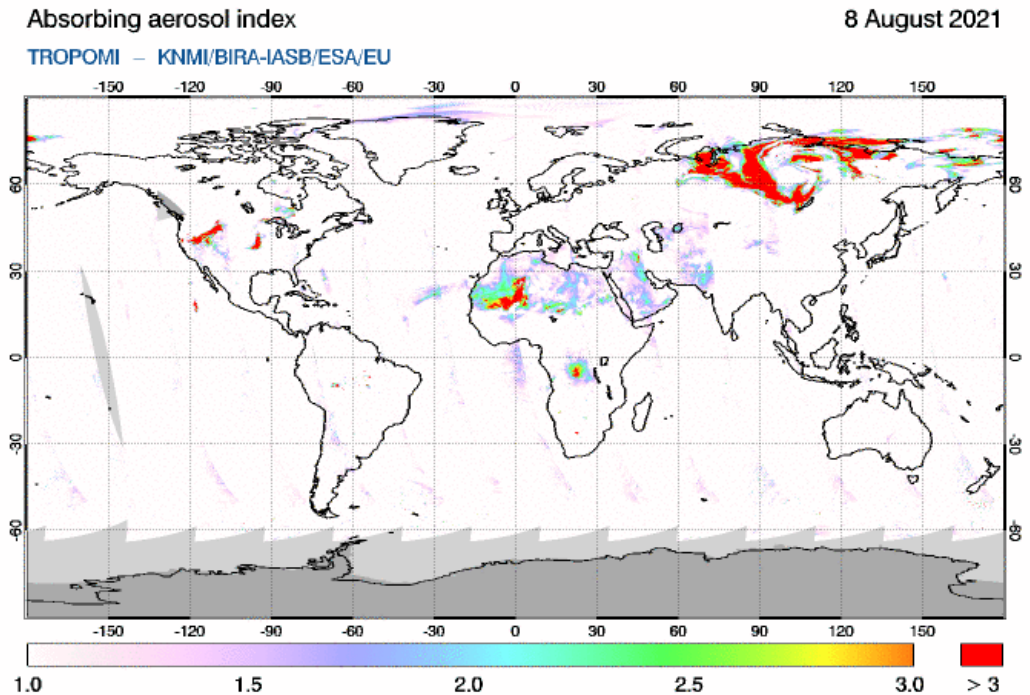 Absorbing aerosol index 8 August 2021
TROPOMI – KNMI/BIRA-IASB/ESA/EU
-150 -120 -90 -60 -30 0 30 60 90 120 150
60 60
30 30
0 0
-30 -30
-60 -60
-150 -120 -90 -60 -30 0 30 60 90 120 150
1.0 1.5 2.0 2.5 3.0 > 3